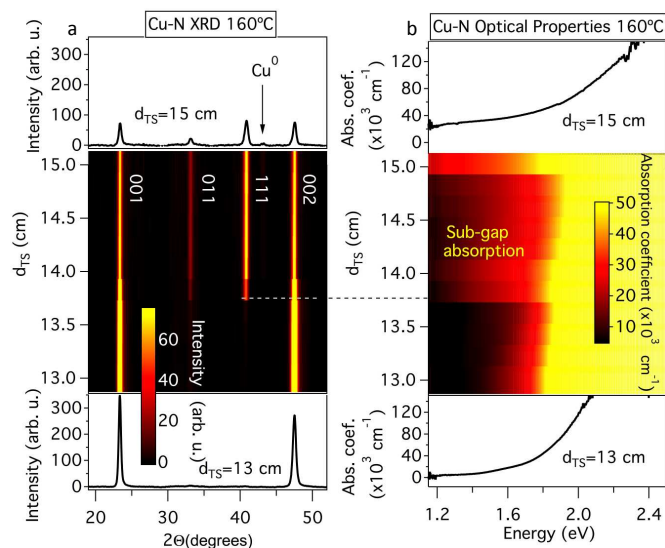 a
Cu-N XRD 160ºC
Intensity (arb. u.)
300
200
100
0
Cu⁰
d_TS=15 cm
d_TS (cm)
15.0
14.5
14.0
13.5
13.0
001
011
111
002
60
40
20
0
Intensity
(arb. u.)
Intensity (arb. u.)
300
200
100
0
d_TS=13 cm
20
30
40
50
2Θ(degrees)
b
Cu-N Optical Properties 160ºC
Abs. coef.
(x10³ cm⁻¹)
150
120
80
40
0
d_TS=15 cm
d_TS (cm)
15.0
14.5
14.0
13.5
13.0
Sub-gap
absorption
50
40
30
20
10
Absorption
coefficient (x10³ cm⁻¹)
Abs. coef.
(x10³ cm⁻¹)
150
120
80
40
0
d_TS=13 cm
1.2
1.6
2.0
2.4
Energy (eV)